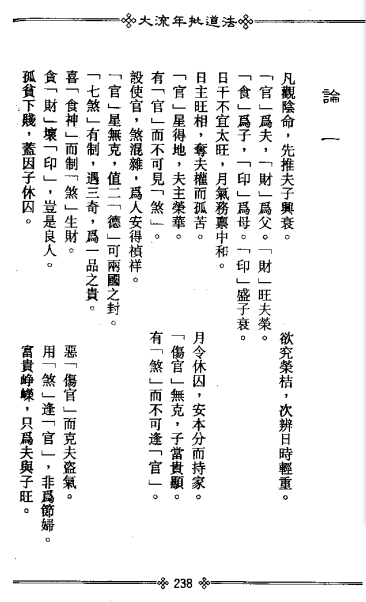 大流年批道法
論一
凡觀陰命，先推夫子興衰。　欲究榮枯，次辨日時輕重。
「官」爲夫，「財」爲父。「財」旺夫榮。
「食」爲子，「印」爲母。「印」盛子衰。
日干不宜太旺，月氣務禀中和。
日主旺相，奪夫權而孤苦。　月令休囚，安本分而持家。
「官」星得地，夫主榮華。　「傷官」無克，子當貴顯。
有「官」而不可見「煞」。　有「煞」而不可逢「官」。
設使官，煞混雜，爲人安得禎祥。
「官」星無克，值二「德」可兩國之封。
「七煞」有制，遇三奇，爲一品之貴。
喜「食神」而制「煞」生財。　惡「傷官」而克夫盜氣。
貪「財」壞「印」，豈是良人。　用「煞」逢「官」，非爲節婦。
孤貧下賤，蓋因子休囚。　富貴崢嶸，只爲夫與子旺。
238